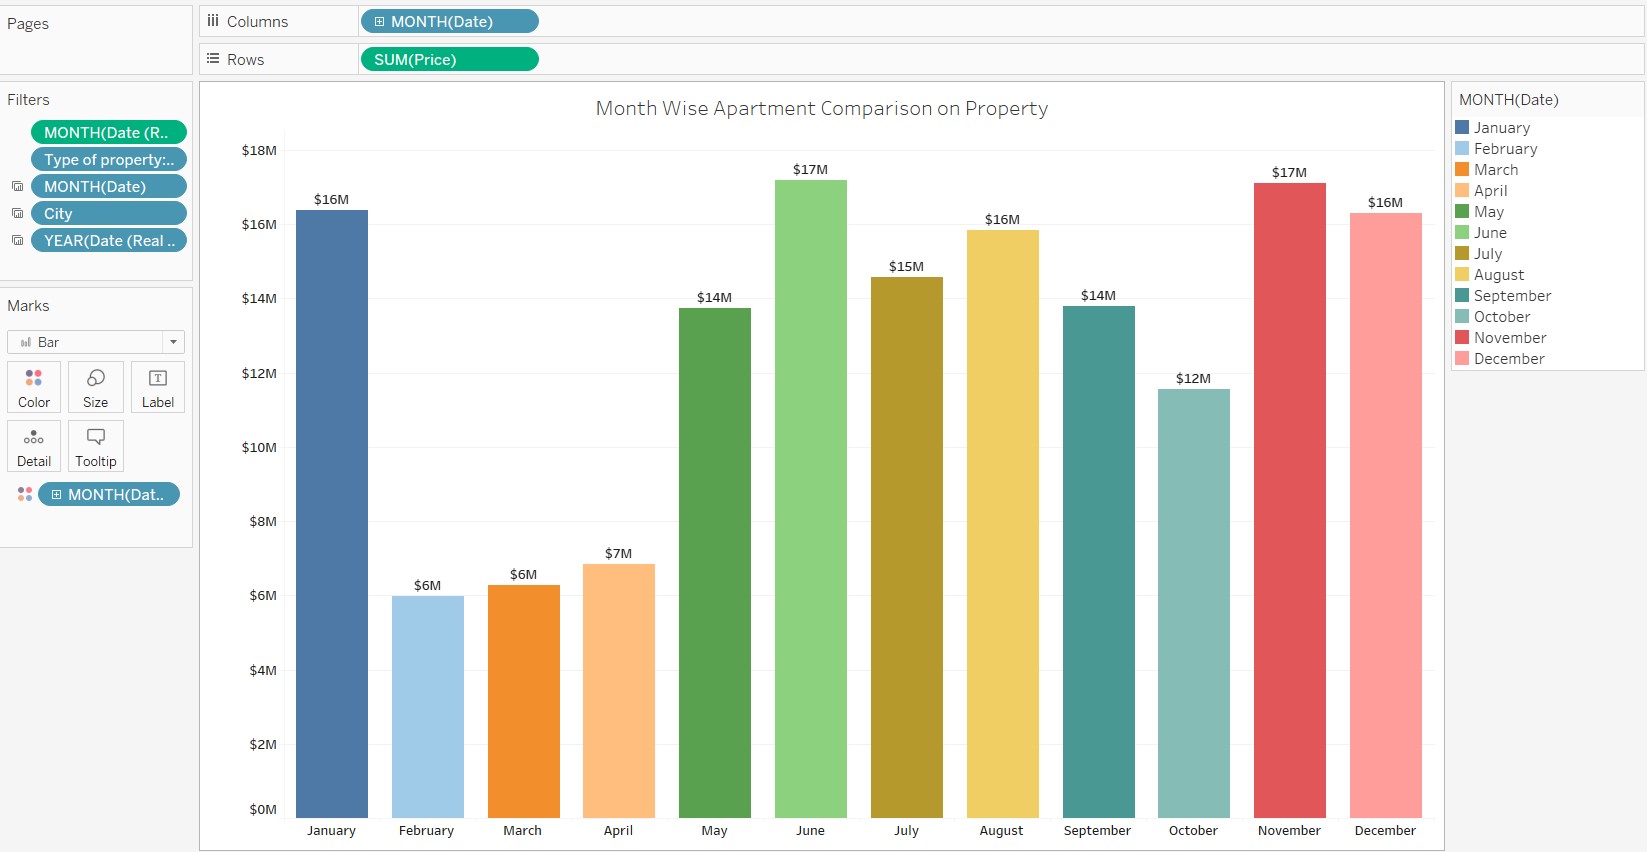 Pages
Columns
MONTH(Date)
Rows
SUM(Price)
Filters
MONTH(Date (R..
Type of property:..
MONTH(Date)
City
YEAR(Date (Real ..
Marks
Bar
Color
Size
T
Label
Detail
Tooltip
MONTH(Dat..
Month Wise Apartment Comparison on Property
$18M
$16M
$14M
$12M
$10M
$8M
$6M
$4M
$2M
$0M
$16M
$6M
$6M
$7M
$14M
$17M
$15M
$16M
$14M
$12M
$17M
$16M
January
February
March
April
May
June
July
August
September
October
November
December
MONTH(Date)
January
February
March
April
May
June
July
August
September
October
November
December